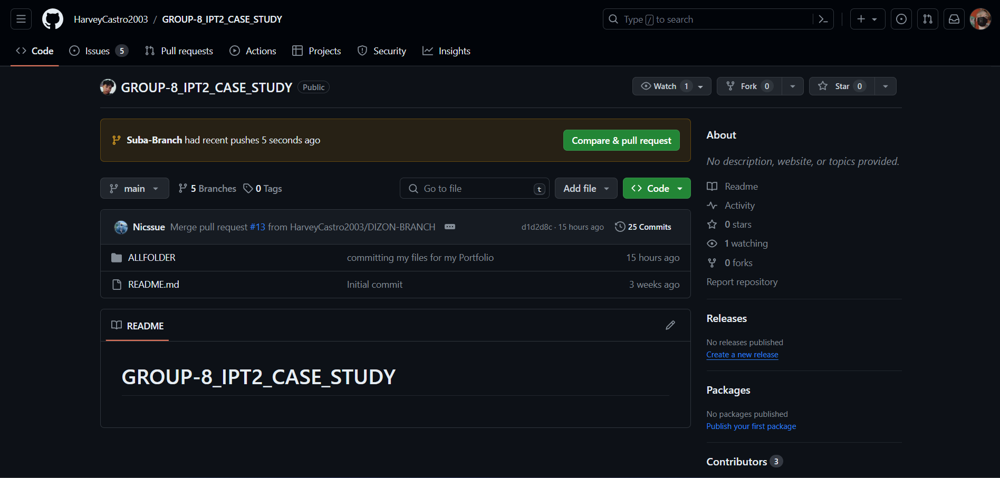 HarveyCastro2003 / GROUP-8_IPT2_CASE_STUDY
Type / to search
Code
Issues 5
Pull requests
Actions
Projects
Security
Insights
GROUP-8_IPT2_CASE_STUDY Public
Watch 1
Fork 0
Star 0
Suba-Branch had recent pushes 5 seconds ago
Compare & pull request
main
5 Branches
0 Tags
Go to file t
Add file
Code
Nicssue Merge pull request #13 from HarveyCastro2003/DIZON-BRANCH
d1d2d8c · 15 hours ago
25 Commits
ALLFOLDER committing my files for my Portfolio 15 hours ago
README.md Initial commit 3 weeks ago
README
GROUP-8_IPT2_CASE_STUDY
About
No description, website, or topics provided.
Readme
Activity
0 stars
1 watching
0 forks
Report repository
Releases
No releases published
Create a new release
Packages
No packages published
Publish your first package
Contributors 3